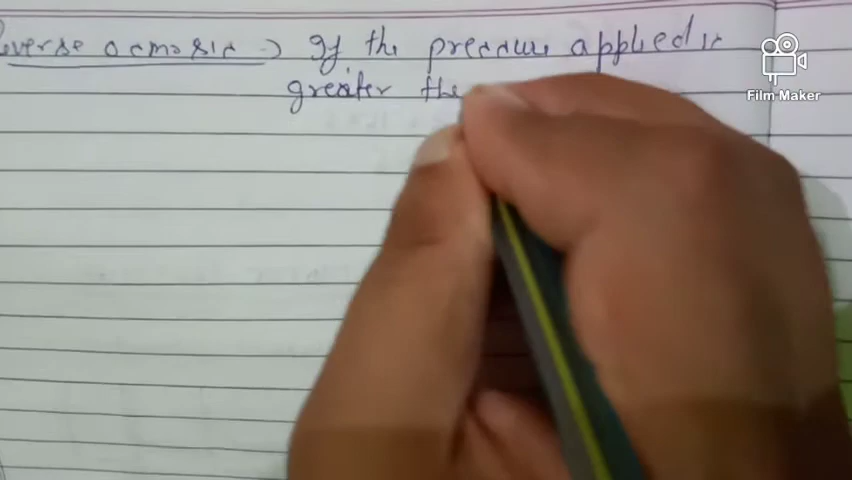 Reverse osmosis → If the pressure applied is
greater the
Film Maker